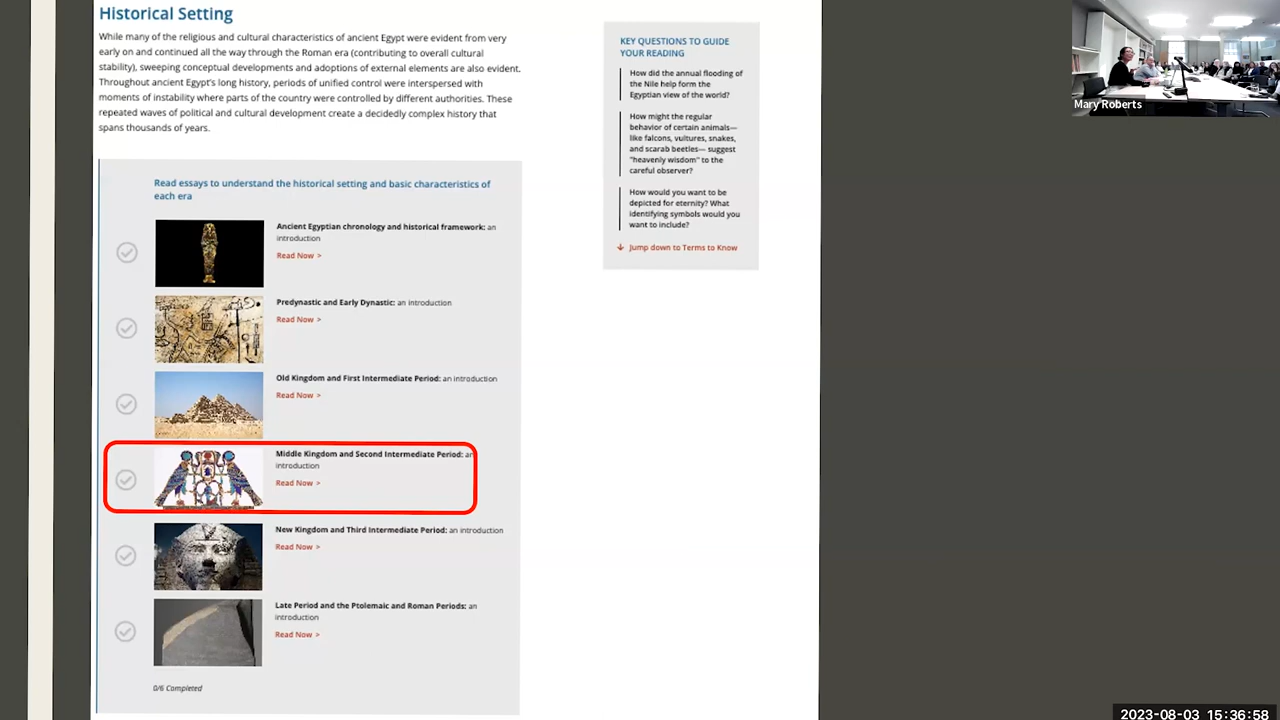 Historical Setting
While many of the religious and cultural characteristics of ancient Egypt were evident from very
early on and continued all the way through the Roman era (contributing to overall cultural
stability), sweeping conceptual developments and adoptions of external elements are also evident.
Throughout ancient Egypt's long history, periods of unified control were interspersed with
moments of instability where parts of the country were controlled by different authorities. These
repeated waves of political and cultural development create a decidedly complex history that
spans thousands of years.
Read essays to understand the historical setting and basic characteristics of
each era
Ancient Egyptian chronology and historical framework: an
introduction
Read Now >
Predynastic and Early Dynastic: an introduction
Read Now >
Old Kingdom and First Intermediate Period: an introduction
Read Now >
Middle Kingdom and Second Intermediate Period: an
introduction
Read Now >
New Kingdom and Third Intermediate Period: an introduction
Read Now >
Late Period and the Ptolemaic and Roman Periods: an
introduction
Read Now >
0/6 Completed
KEY QUESTIONS TO GUIDE
YOUR READING
How did the annual flooding of
the Nile help form the
Egyptian view of the world?
How might the regular
behavior of certain animals—
like falcons, vultures, snakes,
and scarab beetles— suggest
"heavenly wisdom" to the
careful observer?
How would you want to be
depicted for eternity? What
identifying symbols would you
want to include?
↓ Jump down to Terms to Know
Mary Roberts
2023-08-03 15:36:58